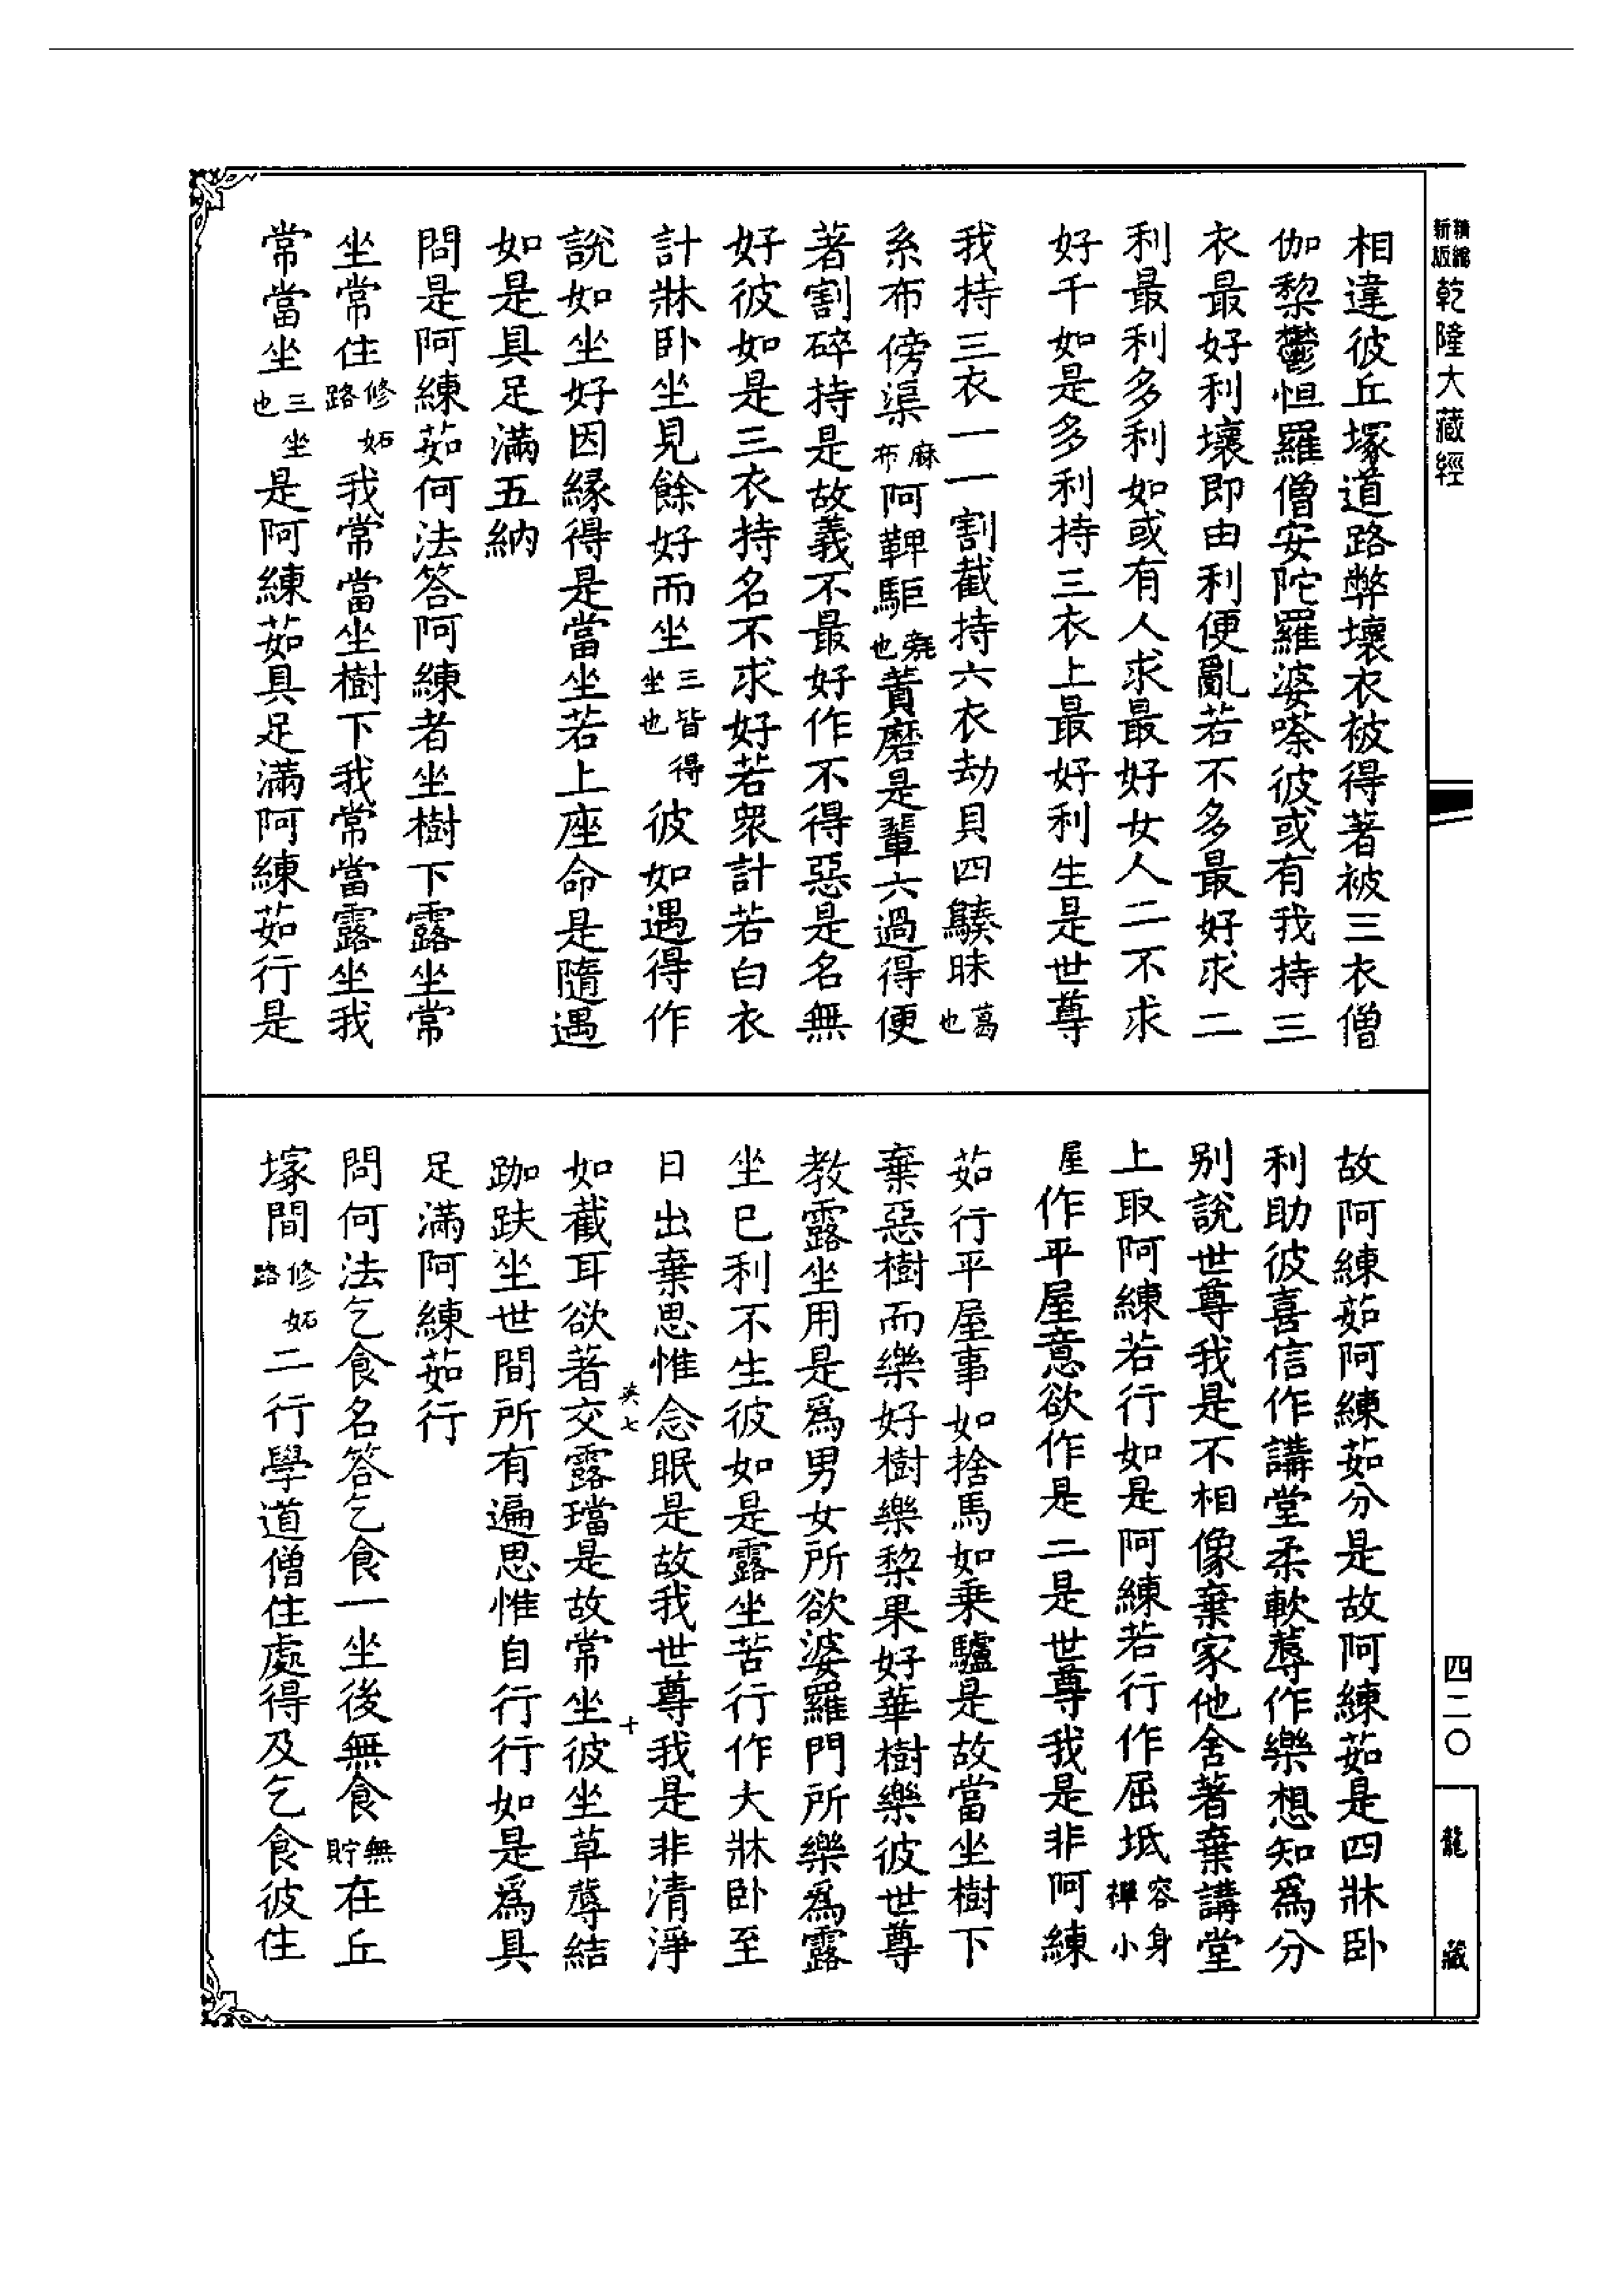 新編
新版
乾隆大藏經
相違彼丘塚道路弊壞衣被得著被三衣僧
伽棃鬱怛羅僧安陀羅婆嗏彼或有我持三
衣最好利壞即由利便亂若不多最好求二
利最利多利如或有人求最好女人二不求
好千如是多利持三衣上最好利生是世尊
我持三衣一一割截持六衣劫貝四驎昧葛也
系布傍渠麻布阿鞞駏旄也蕡磨是輩六過得便
著割碎持是故義不最好作不得惡是名無
好彼如是三衣持名不求好若衆計若白衣
計牀卧坐見餘好而坐三皆得坐也彼如遇得作
說如坐好因縁得是當坐若上座命是隨遇
如是具足滿五納
問是阿練茹何法答阿練者坐樹下露坐常
坐常住修妬路我常當坐樹下我常當露坐我
常當坐三坐也是阿練茹具足滿阿練茹行是
故阿練茹阿練茹分是故阿練茹是四牀卧
利助彼喜信作講堂柔軟蓐作樂想知為分
別說世尊我是不相像棄家他舍著棄講堂
上取阿練若行如是阿練若行作屈坻容身禪小
屋作平屋意欲作是二是世尊我是非阿練
茹行平屋事如捨馬如乗驢是故當坐樹下
棄惡樹而樂好樹樂棃果好華樹樂彼世尊
教露坐用是爲男女所欲婆羅門所樂爲露
坐已利不生彼如是露坐苦行作大牀卧至
日出棄思惟念眠是故我世尊我是非清淨
英七 十
如截耳欲著交露璫是故常坐彼坐草蓐結
跏趺坐世間所有遍思惟自行行如是爲具
足滿阿練茹行
問何法乞食名答乞食一坐後無食無貯在丘
塜間修妬路二行學道僧住處得及乞食彼住
四二〇
龍藏